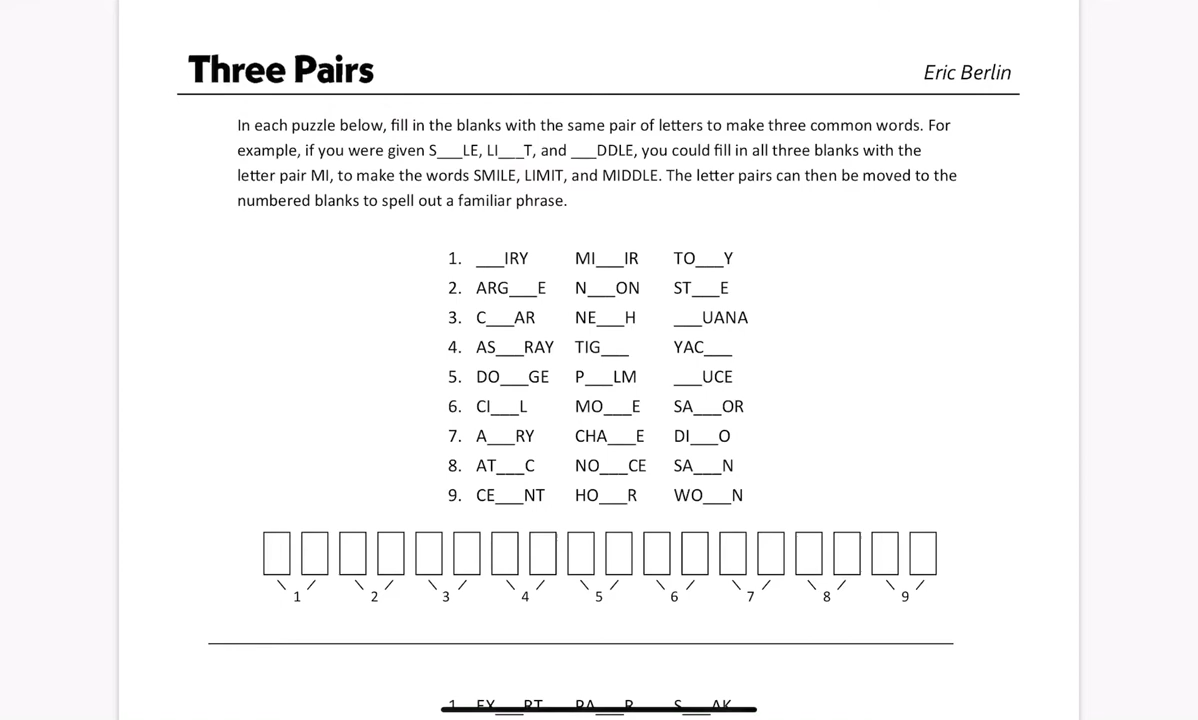 Three Pairs
Eric Berlin
In each puzzle below, fill in the blanks with the same pair of letters to make three common words. For
example, if you were given S___LE, LI___T, and ___DDLE, you could fill in all three blanks with the
letter pair MI, to make the words SMILE, LIMIT, and MIDDLE. The letter pairs can then be moved to the
numbered blanks to spell out a familiar phrase.
1. ___IRY MI___IR TO___Y
2. ARG___E N___ON ST___E
3. C___AR NE___H ___UANA
4. AS___RAY TIG___ YAC___
5. DO___GE P___LM ___UCE
6. CI___L MO___E SA___OR
7. A___RY CHA___E DI___O
8. AT___C NO___CE SA___N
9. CE___NT HO___R WO___N
1 2 3 4 5 6 7 8 9
1. EX___RT PA___R S___AK